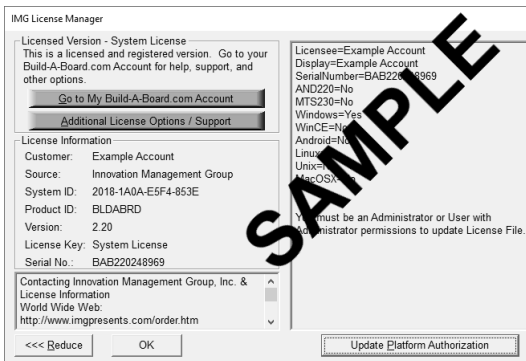 IMG License Manager
Licensed Version - System License
This is a licensed and registered version. Go to your
Build-A-Board.com Account for help, support, and
other options.
Go to My Build-A-Board.com Account
Additional License Options / Support
License Information
Customer: Example Account
Source: Innovation Management Group
System ID: 2018-1A0A-E5F4-853E
Product ID: BLDABRD
Version: 2.20
License Key: System License
Serial No.: BAB220248969
Contacting Innovation Management Group, Inc. &
License Information
World Wide Web:
http://www.imgpresents.com/order.htm
<<< Reduce
OK
Licensee=Example Account
Display=Example Account
SerialNumber=BAB220248969
AND220=No
MTS230=No
Windows=Yes
WinCE=No
Android=No
must be an Administrator or User with
permissions to update License File.
Update Platform Authorization
SAMPLE